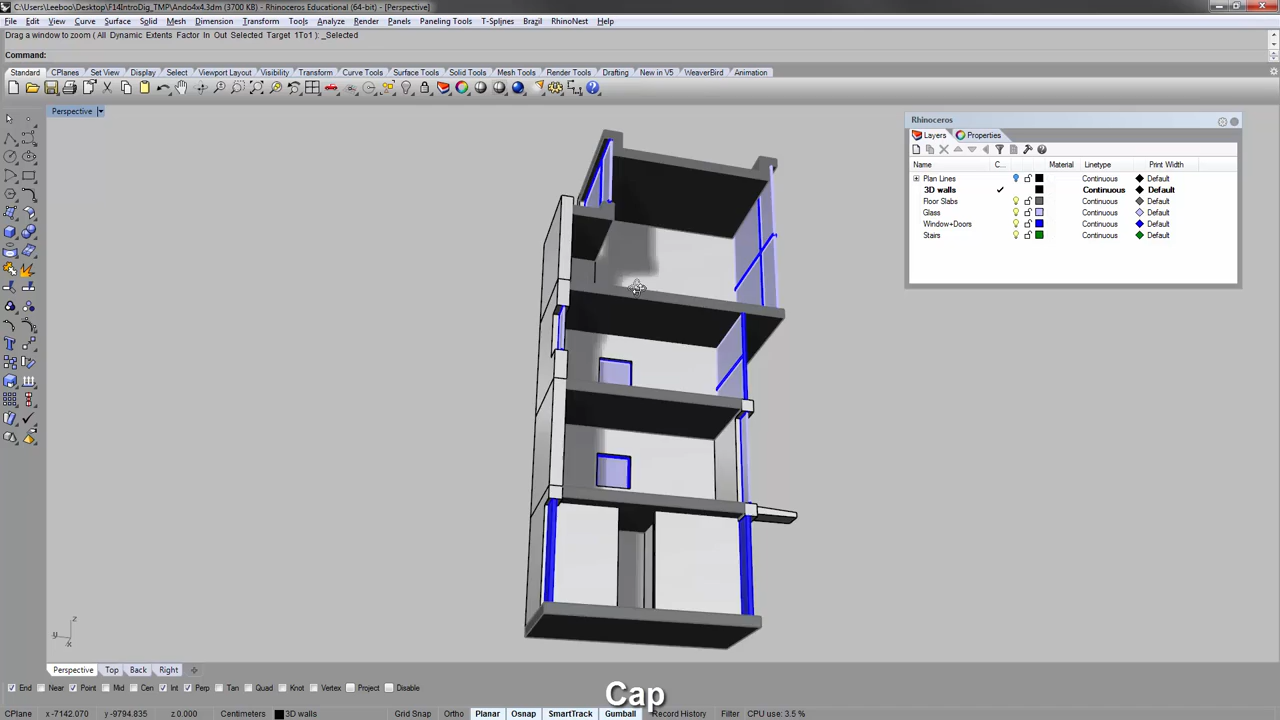 C:\Users\Leeboo\Desktop\F14IntroDig_TMP\Ando4x4.3dm (3700 KB) - Rhinoceros Educational (64-bit) - [Perspective]
File Edit View Curve Surface Solid Mesh Dimension Transform Tools Analyze Render Panels Paneling Tools T-Splines Brazil RhinoNest Help
Drag a window to zoom ( All Dynamic Extents Factor In Out Selected Target 1To1 ): _Selected
Command:
Standard CPlanes Set View Display Select Viewport Layout Visibility Transform Curve Tools Surface Tools Solid Tools Mesh Tools Render Tools Drafting New in V5 WeaverBird Animation
Perspective
Rhinoceros
Layers Properties
Name C... Material Linetype Print Width
Plan Lines Continuous Default
3D walls Continuous Default
Floor Slabs Continuous Default
Glass Continuous Default
Window+Doors Continuous Default
Stairs Continuous Default
z
y
x
Perspective Top Back Right
End Near Point Mid Cen Int Perp Tan Quad Knot Vertex Project Disable
Cap
CPlane x -7142.070 y -9794.835 z 0.000 Centimeters 3D walls Grid Snap Ortho Planar Osnap SmartTrack Gumball Record History Filter CPU use: 3.5 %